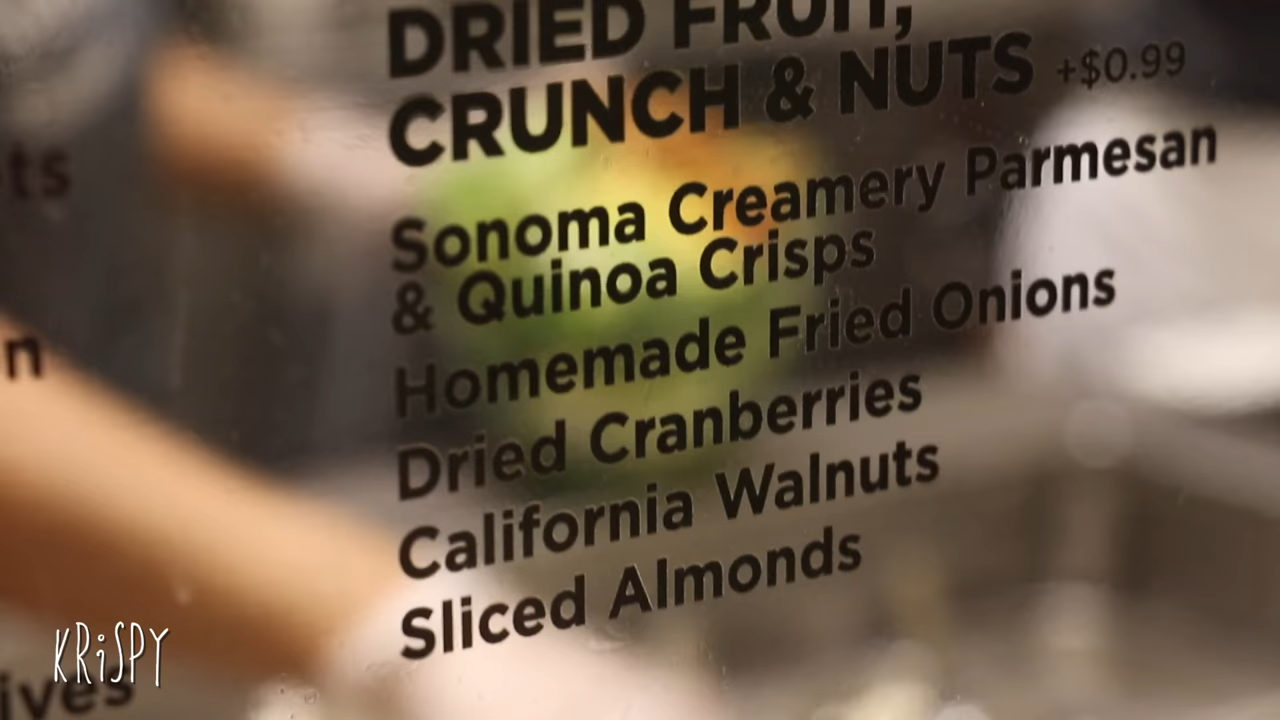 DRIED FRUIT,
CRUNCH & NUTS +$0.99
Sonoma Creamery Parmesan
& Quinoa Crisps
Homemade Fried Onions
Dried Cranberries
California Walnuts
Sliced Almonds
KRiSPY